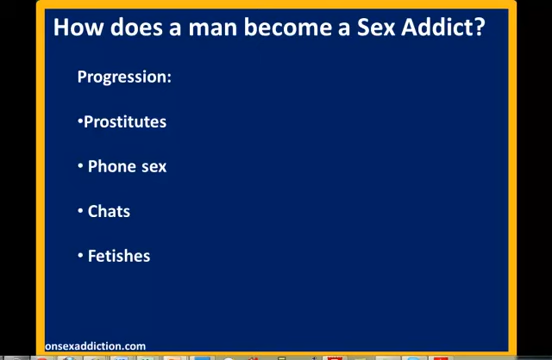 How does a man become a Sex Addict?
Progression:
•Prostitutes
• Phone sex
• Chats
• Fetishes
onsexaddiction.com